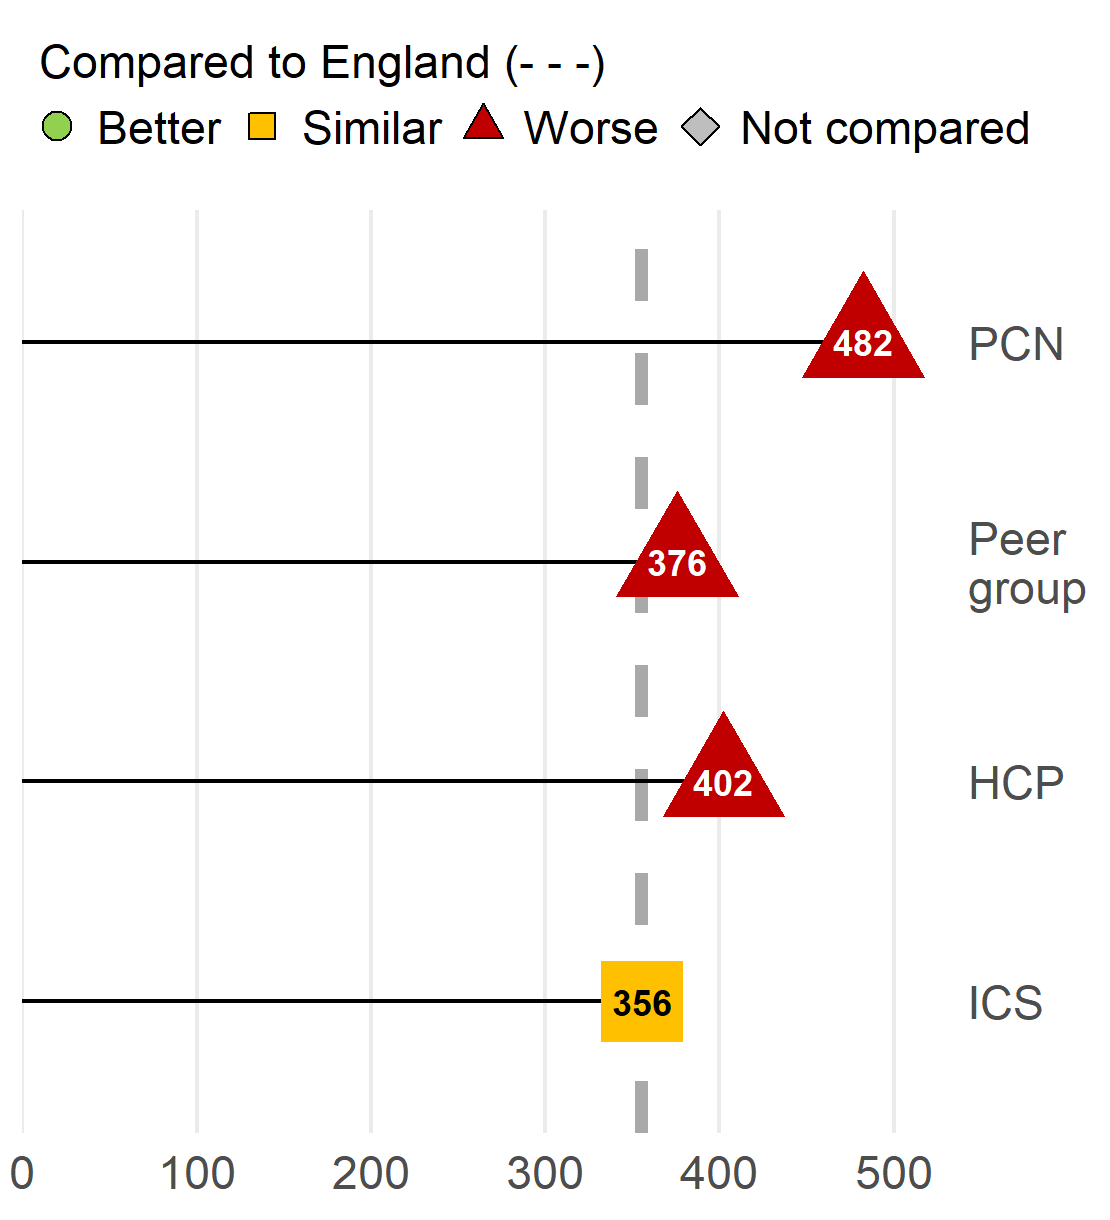 Compared to England (- - -)
Better Similar Worse Not compared
482 PCN
376 Peer
group
402 HCP
356 ICS
0 100 200 300 400 500